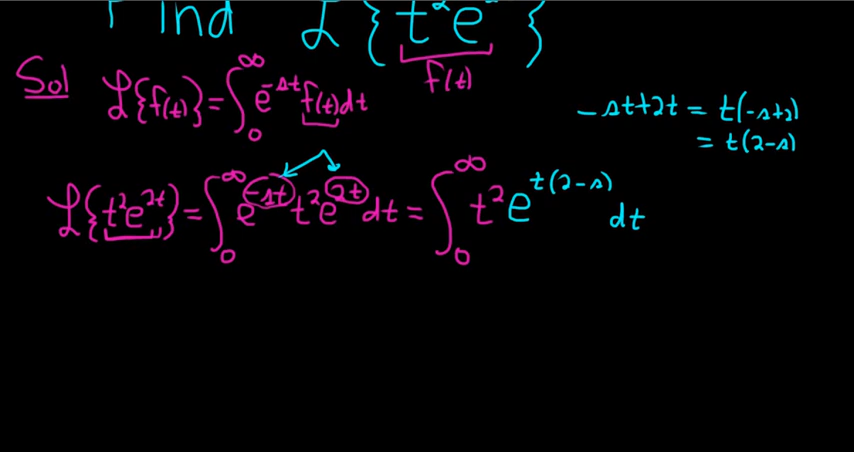 Find ℒ{t²e }
f(t)
Sol ℒ{f(t)} = ∫₀^∞ e^{-st} f(t) dt
-st+2t = t(-s+2)
= t(2-s)
ℒ{t²e^{2t}} = ∫₀^∞ e^{-st} t² e^{2t} dt = ∫₀^∞ t² e^{t(2-s)} dt